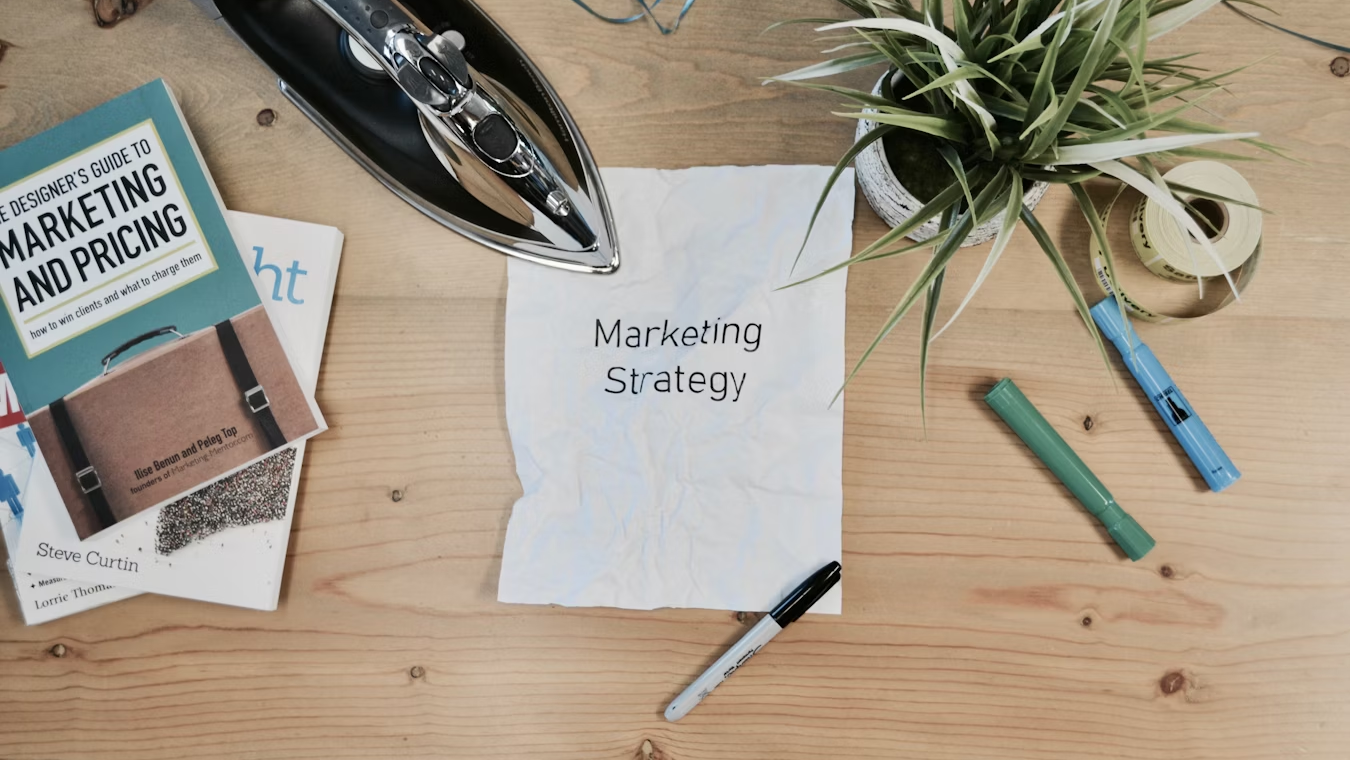 E DESIGNER'S GUIDE TO
MARKETING
AND PRICING
how to win clients and what to charge them
Ilise Benun and Peleg Top
founders of Marketing-Mentor.com
ht
Steve Curtin
Lorrie Thoma
Marketing
Strategy